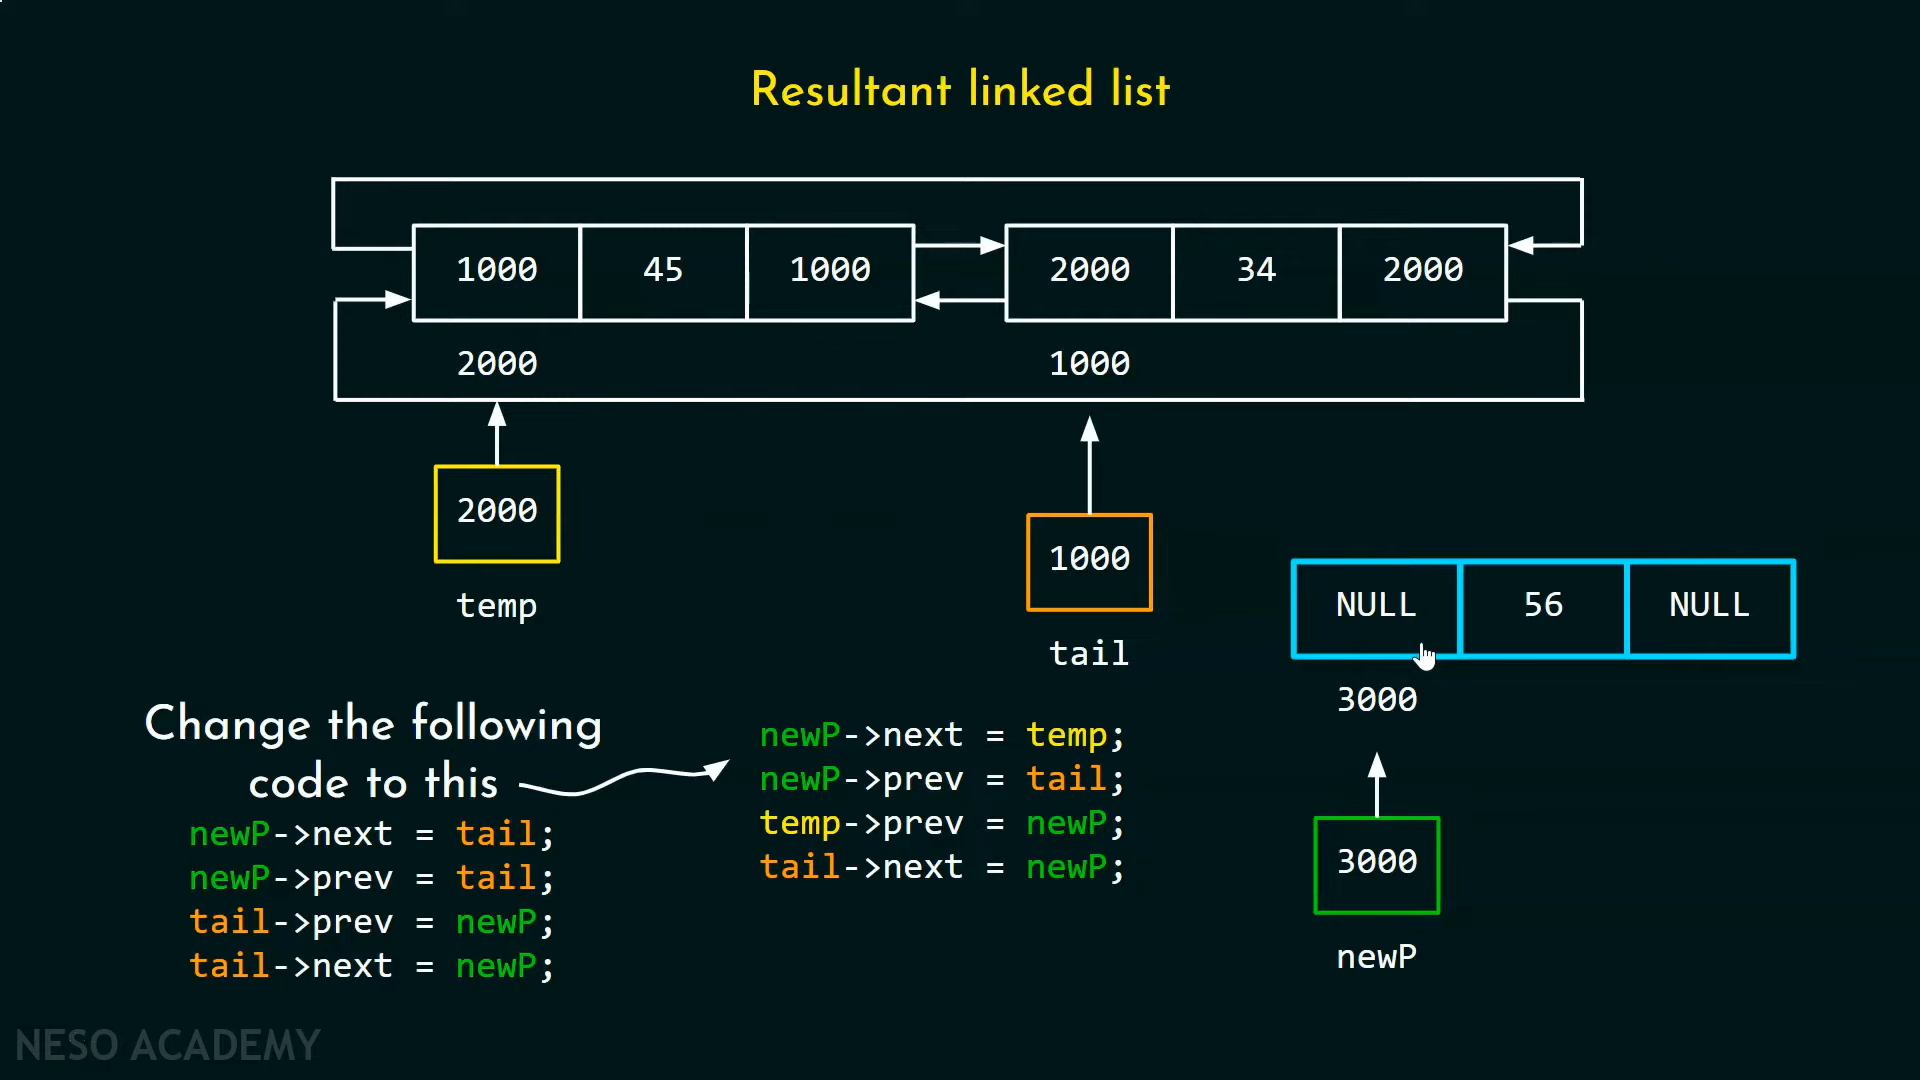 Resultant linked list
1000 45 1000 2000 34 2000
2000 1000
2000
temp
1000
tail
NULL 56 NULL
3000
3000
newP
Change the following
code to this
newP->next = tail;
newP->prev = tail;
tail->prev = newP;
tail->next = newP;
newP->next = temp;
newP->prev = tail;
temp->prev = newP;
tail->next = newP;
NESO ACADEMY